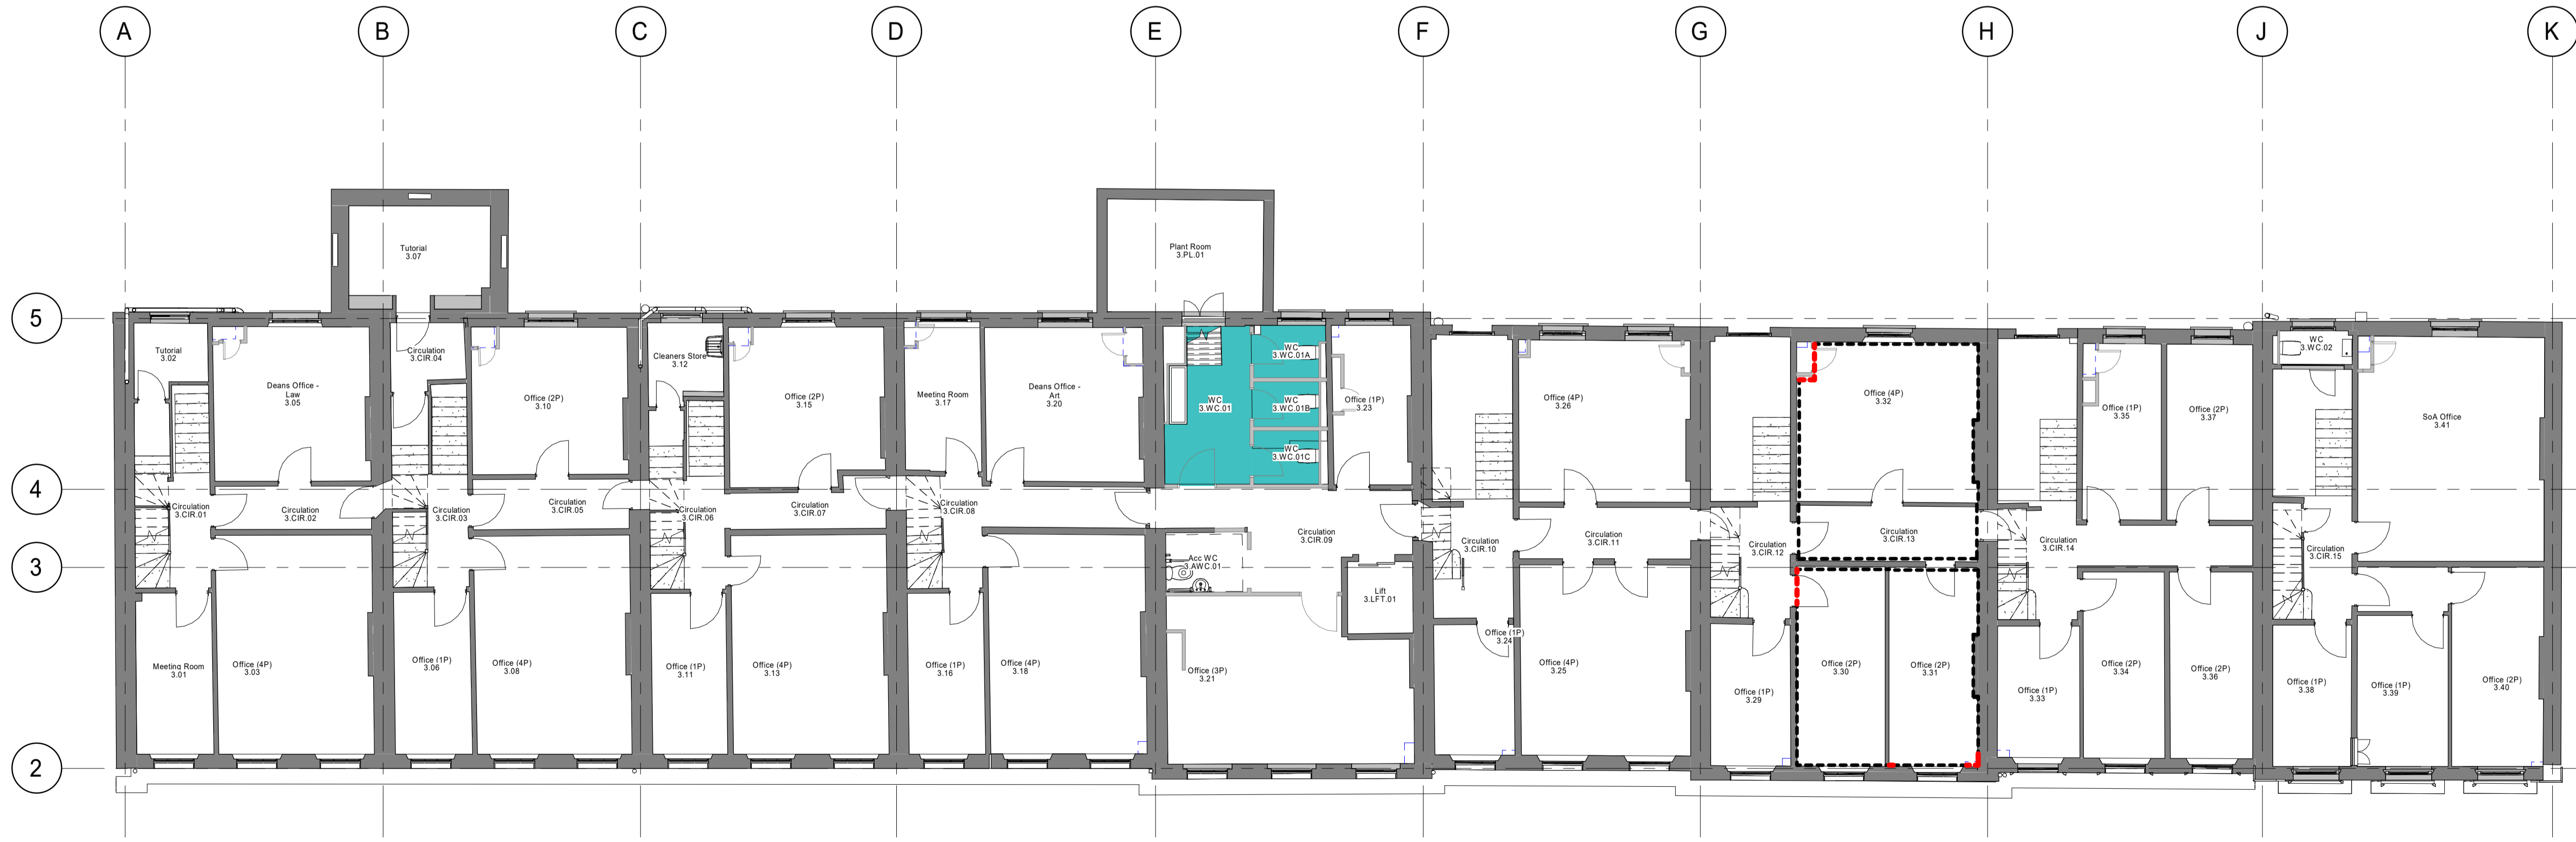 A
B
C
D
E
F
G
H
J
K
5
4
3
2
Tutorial
3.07
Plant Room
3.PL.01
Tutorial
3.02
Deans Office -
Law
3.05
Circulation
3.CIR.04
Office (2P)
3.10
Cleaners Store
3.12
Office (2P)
3.15
Meeting Room
3.17
Deans Office -
Art
3.20
WC
3.WC.01
WC
3.WC.01A
WC
3.WC.01B
WC
3.WC.01C
Office (1P)
3.23
Office (4P)
3.26
Office (4P)
3.32
Office (1P)
3.35
Office (2P)
3.37
WC
3.WC.02
SoA Office
3.41
Circulation
3.CIR.01
Circulation
3.CIR.02
Circulation
3.CIR.03
Circulation
3.CIR.05
Circulation
3.CIR.06
Circulation
3.CIR.07
Circulation
3.CIR.08
Circulation
3.CIR.09
Circulation
3.CIR.10
Circulation
3.CIR.11
Circulation
3.CIR.12
Circulation
3.CIR.13
Circulation
3.CIR.14
Circulation
3.CIR.15
Acc WC
3.AWC.01
Lift
3.LFT.01
Meeting Room
3.01
Office (4P)
3.03
Office (1P)
3.06
Office (4P)
3.08
Office (1P)
3.11
Office (4P)
3.13
Office (1P)
3.16
Office (4P)
3.18
Office (3P)
3.21
Office (1P)
3.24
Office (4P)
3.25
Office (1P)
3.29
Office (2P)
3.30
Office (2P)
3.31
Office (1P)
3.33
Office (2P)
3.34
Office (2P)
3.36
Office (1P)
3.38
Office (1P)
3.39
Office (2P)
3.40